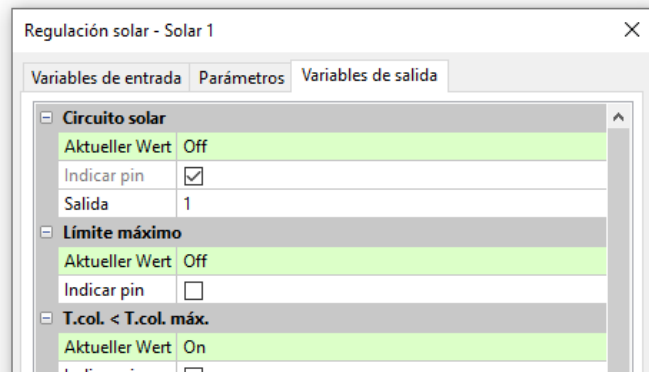 Regulación solar - Solar 1
Variables de entrada Parámetros Variables de salida
Circuito solar
Aktueller Wert Off
Indicar pin
Salida 1
Límite máximo
Aktueller Wert Off
Indicar pin
T.col. < T.col. máx.
Aktueller Wert On